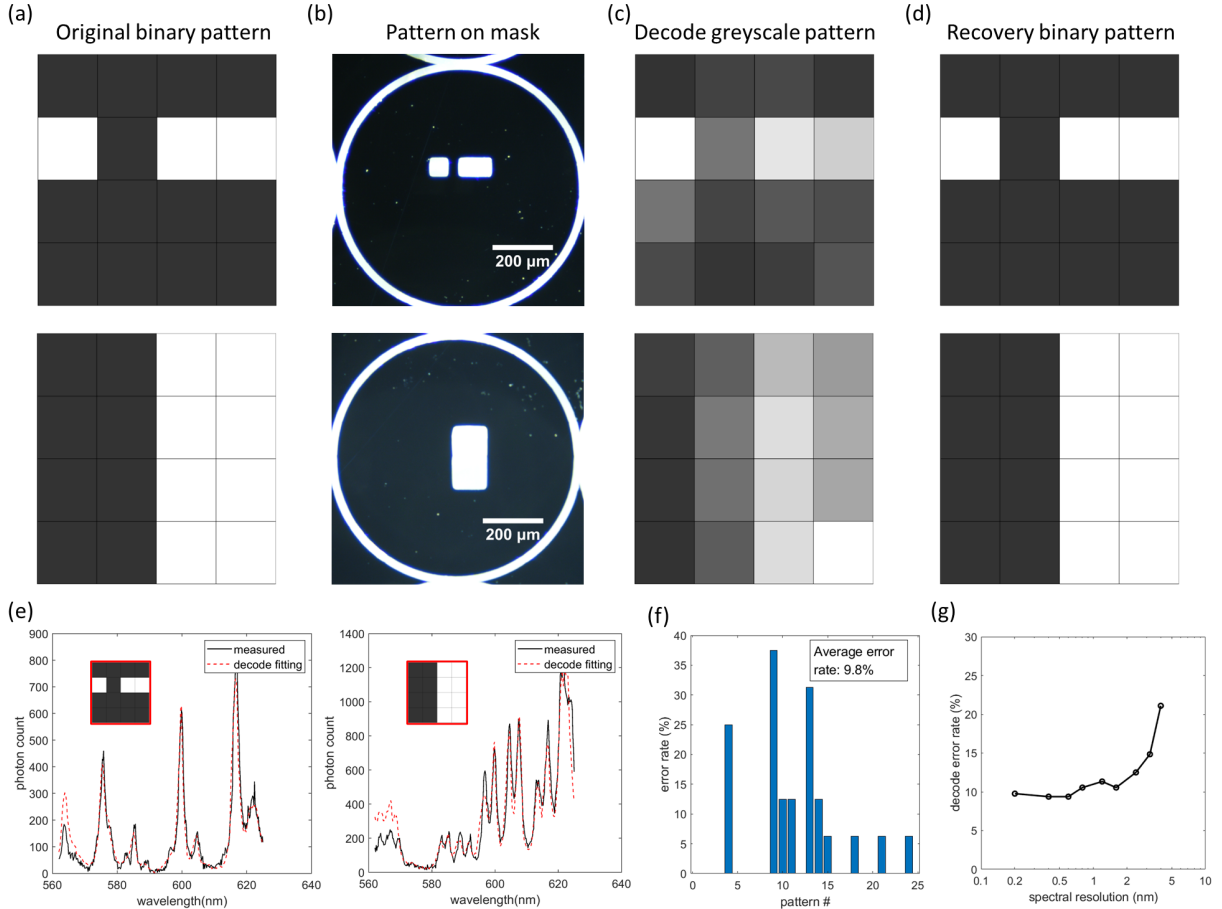 (a)
Original binary pattern
(b)
Pattern on mask
(c)
Decode greyscale pattern
(d)
Recovery binary pattern
200 µm
200 µm
(e)
900
800
700
600
500
400
300
200
100
0
photon count
560
580
600
620
640
wavelength(nm)
measured
decode fitting
1400
1200
1000
800
600
400
200
0
photon count
560
580
600
620
640
wavelength(nm)
measured
decode fitting
(f)
40
35
30
25
20
15
10
5
0
error rate (%)
5
10
15
20
25
pattern #
Average error
rate: 9.8%
(g)
30
25
20
15
10
5
0
decode error rate (%)
0.1
0.2
0.5
1
2
5
10
spectral resolution (nm)